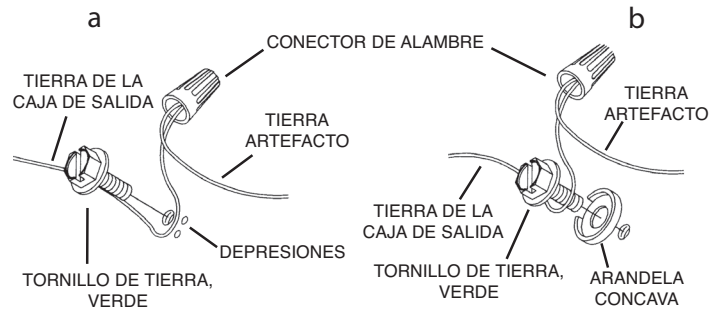 a
CONECTOR DE ALAMBRE
b
TIERRA DE LA
CAJA DE SALIDA
TIERRA
ARTEFACTO
TIERRA
ARTEFACTO
TIERRA DE LA
CAJA DE SALIDA
DEPRESIONES
TORNILLO DE TIERRA,
VERDE
TORNILLO DE TIERRA,
VERDE
ARANDELA
CONCAVA